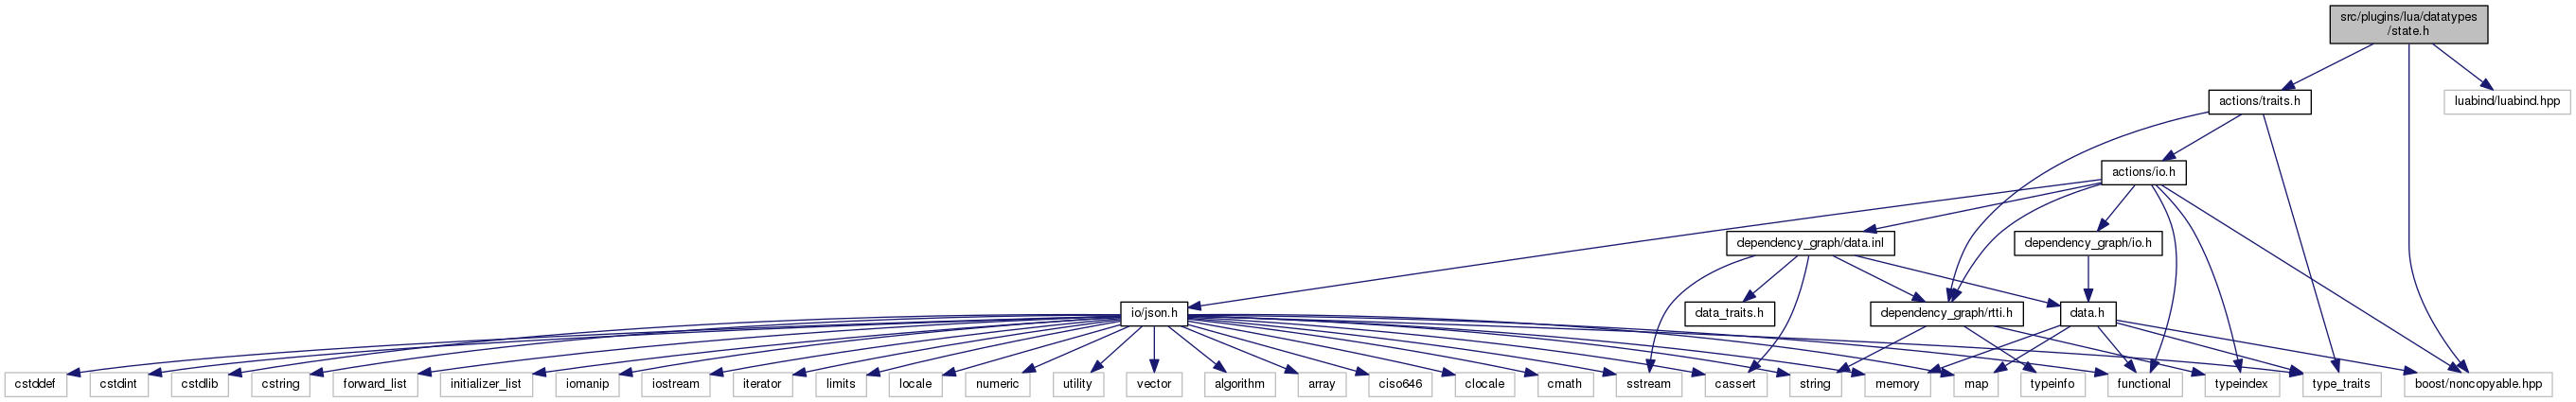 src/plugins/lua/datatypes
/state.h
actions/traits.h
luabind/luabind.hpp
actions/io.h
dependency_graph/data.inl
dependency_graph/io.h
io/json.h
data_traits.h
dependency_graph/rtti.h
data.h
cstddef
cstdint
cstdlib
cstring
forward_list
initializer_list
iomanip
iostream
iterator
limits
locale
numeric
utility
vector
algorithm
array
ciso646
clocale
cmath
sstream
cassert
string
memory
map
typeinfo
functional
typeindex
type_traits
boost/noncopyable.hpp